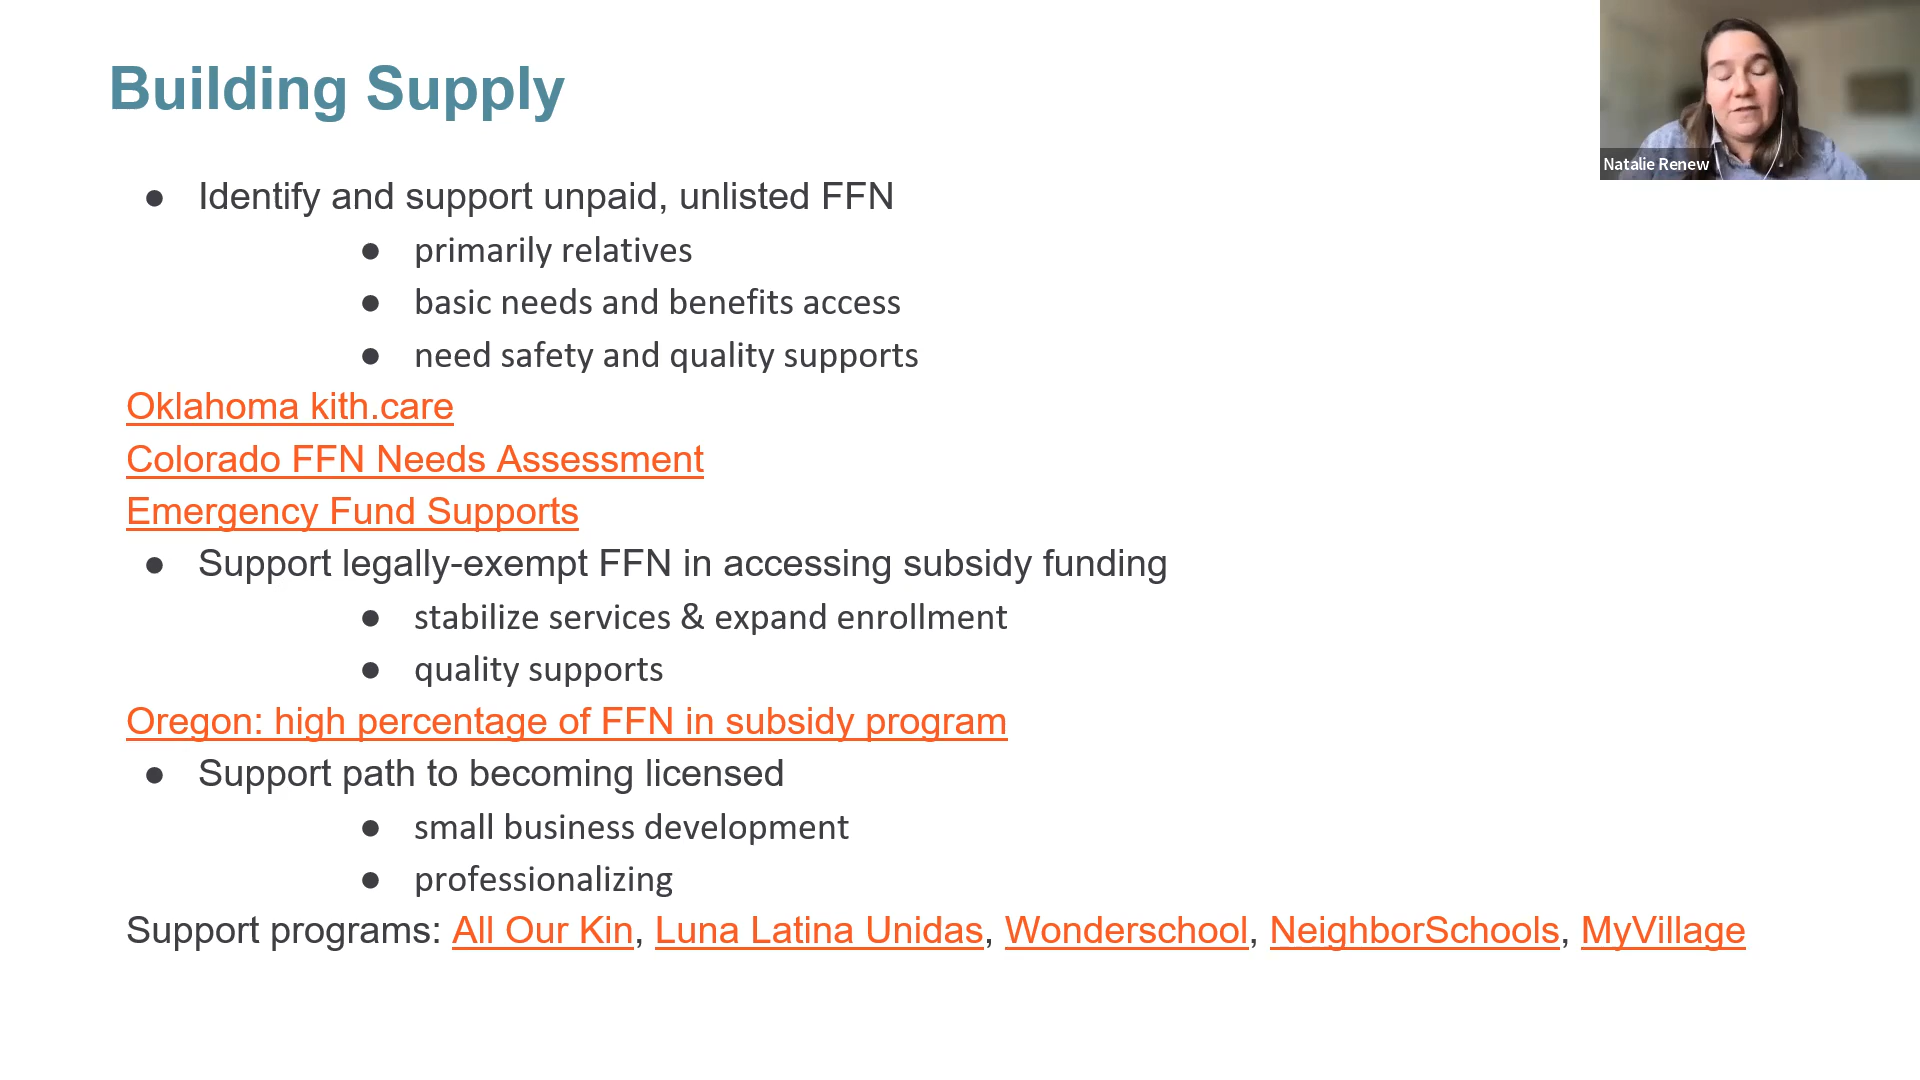 Building Supply
Natalie Renew
● Identify and support unpaid, unlisted FFN
● primarily relatives
● basic needs and benefits access
● need safety and quality supports
Oklahoma kith.care
Colorado FFN Needs Assessment
Emergency Fund Supports
● Support legally-exempt FFN in accessing subsidy funding
● stabilize services & expand enrollment
● quality supports
Oregon: high percentage of FFN in subsidy program
● Support path to becoming licensed
● small business development
● professionalizing
Support programs: All Our Kin, Luna Latina Unidas, Wonderschool, NeighborSchools, MyVillage